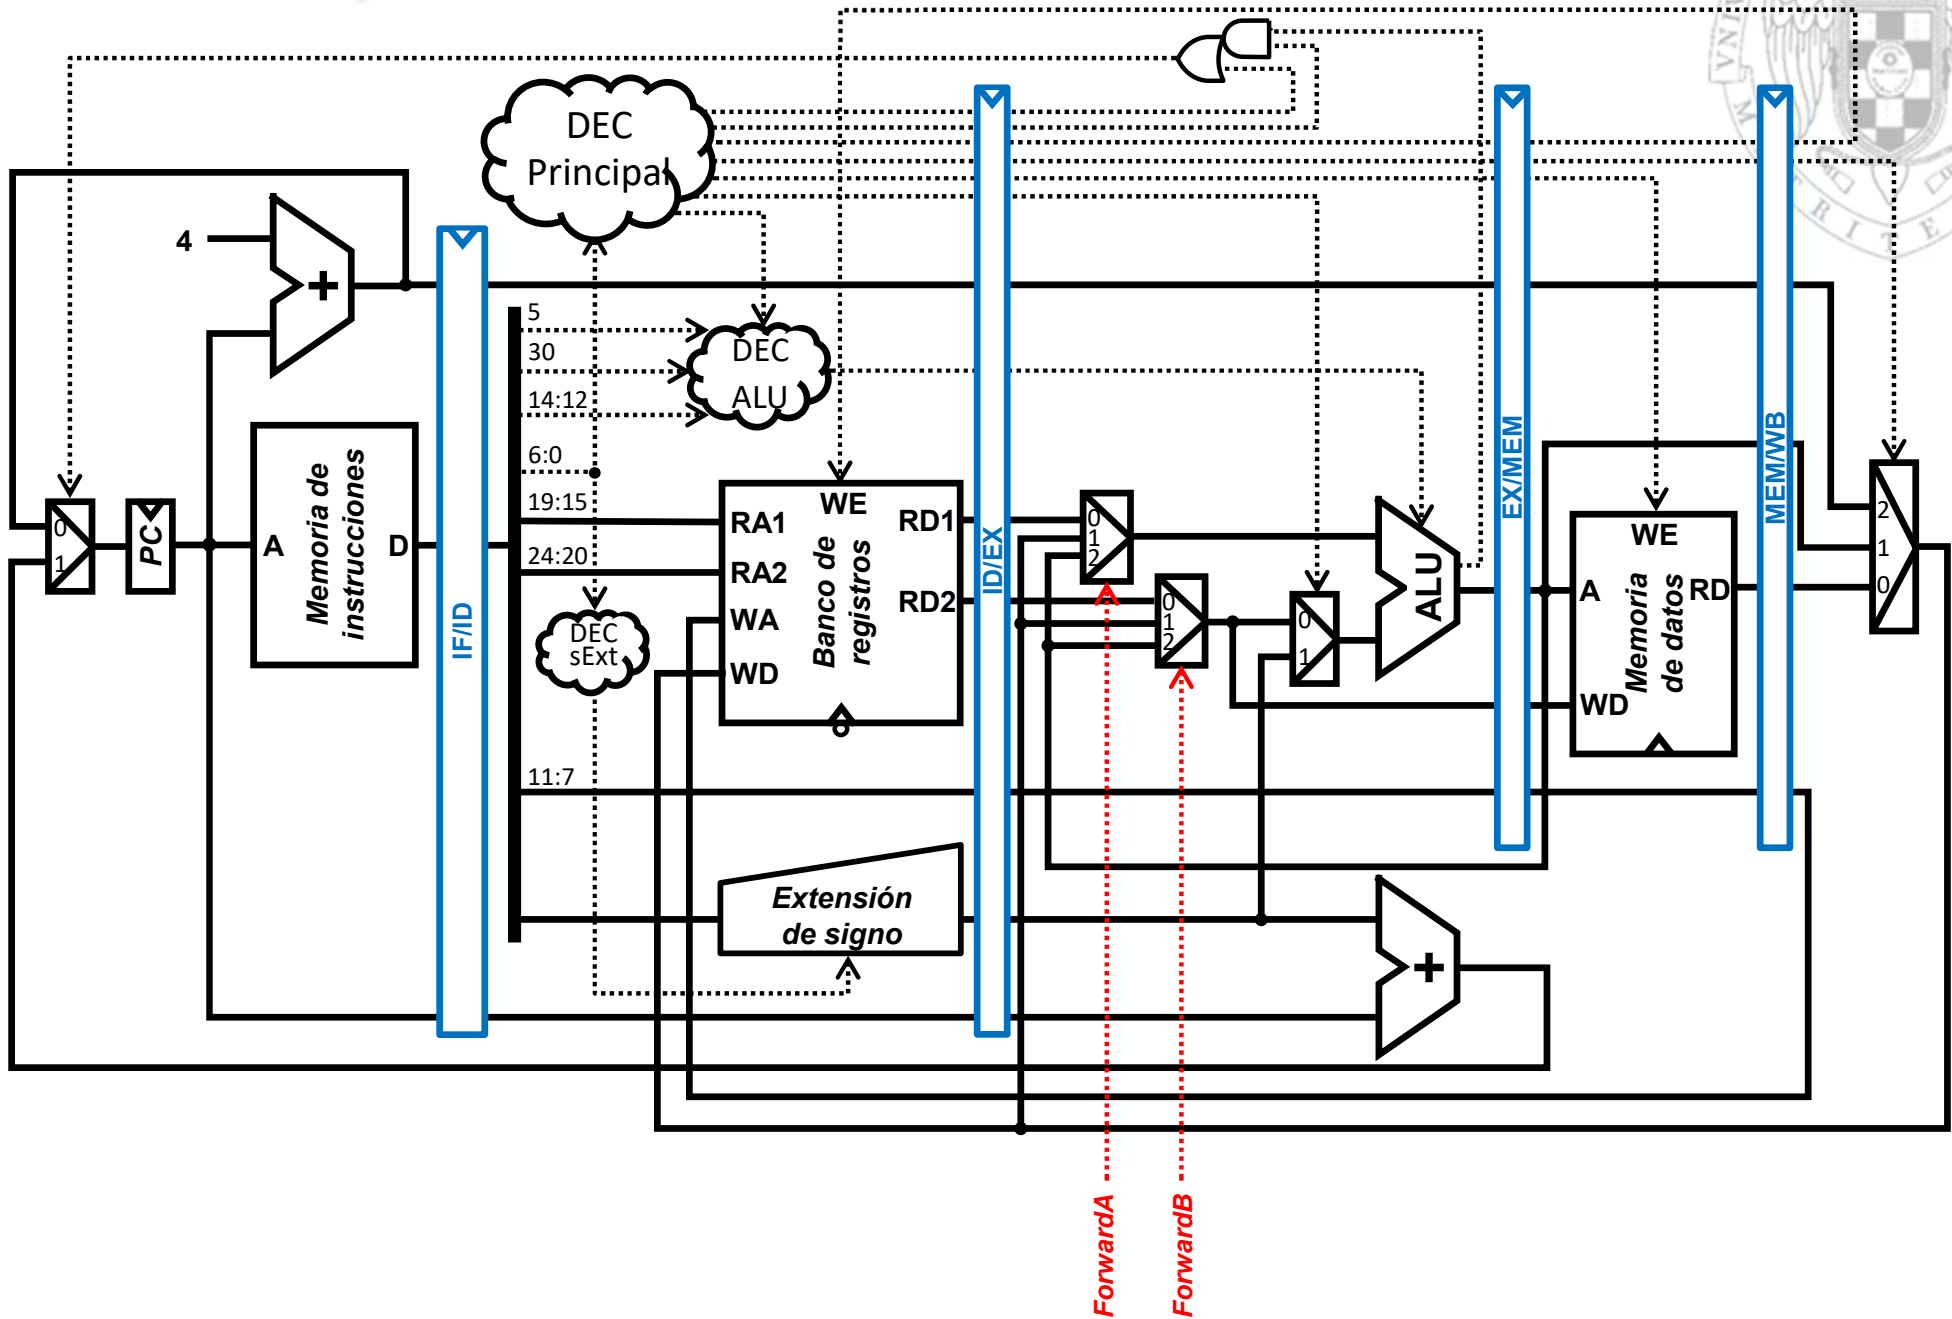 DEC
Principal
4
+
5
30
14:12
6:0
19:15
24:20
11:7
DEC
ALU
DEC
sExt
0
1
PC
A
Memoria de
instrucciones
D
IF/ID
RA1
RA2
WA
WD
WE
Banco de
registros
RD1
RD2
ID/EX
0
1
2
0
1
2
0
1
ALU
EX/MEM
A
WE
Memoria
de datos
RD
WD
MEM/WB
2
1
0
Extensión
de signo
+
ForwardA
ForwardB